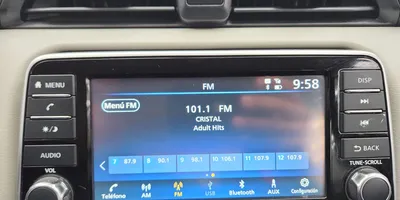 MENU
FM
9:58
DISP
Menú FM
101.1 FM
CRISTAL
Adult Hits
BACK
AUDIO
7 87.9 8 90.1 9 93.1 10 106.1 11 107.9 12 107.9
TUNE·SCROLL
VOL
Teléfono AM FM USB Bluetooth AUX Configuración